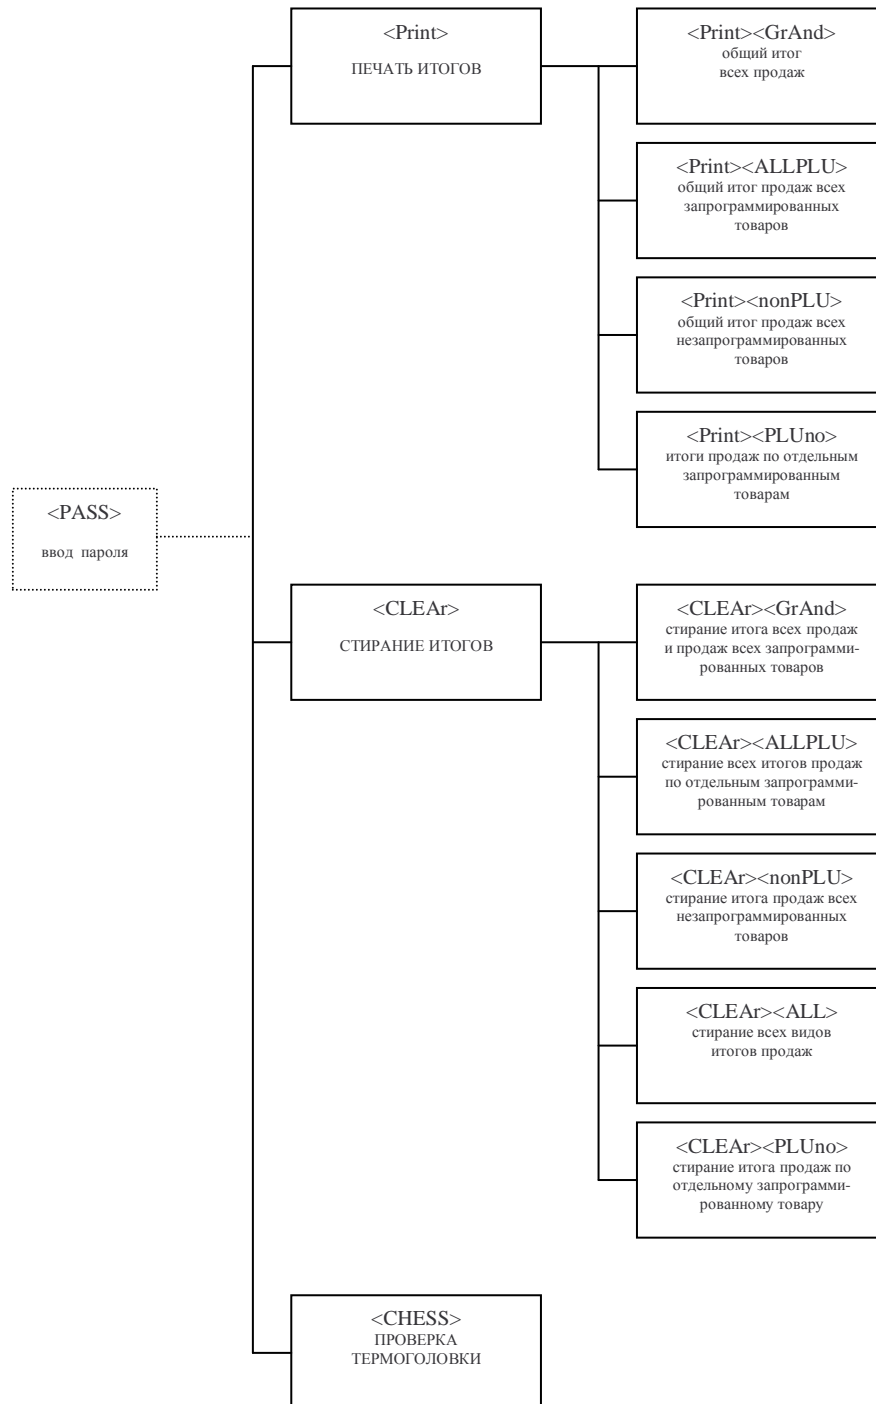 <Print>
ПЕЧАТЬ ИТОГОВ
<Print><GrAnd>
общий итог
всех продаж
<Print><ALLPLU>
общий итог продаж всех
запрограммированных
товаров
<Print><nonPLU>
общий итог продаж всех
незапрограммированных
товаров
<Print><PLUno>
итоги продаж по отдельным
запрограммированным
товарам
<PASS>
ввод пароля
<CLEAr>
СТИРАНИЕ ИТОГОВ
<CLEAr><GrAnd>
стирание итога всех продаж
и продаж всех запрограмми-
рованных товаров
<CLEAr><ALLPLU>
стирание всех итогов продаж
по отдельным запрограмми-
рованным товарам
<CLEAr><nonPLU>
стирание итога продаж всех
незапрограммированных
товаров
<CLEAr><ALL>
стирание всех видов
итогов продаж
<CLEAr><PLUno>
стирание итога продаж по
отдельному запрограмми-
рованному товару
<CHESS>
ПРОВЕРКА
ТЕРМОГОЛОВКИ